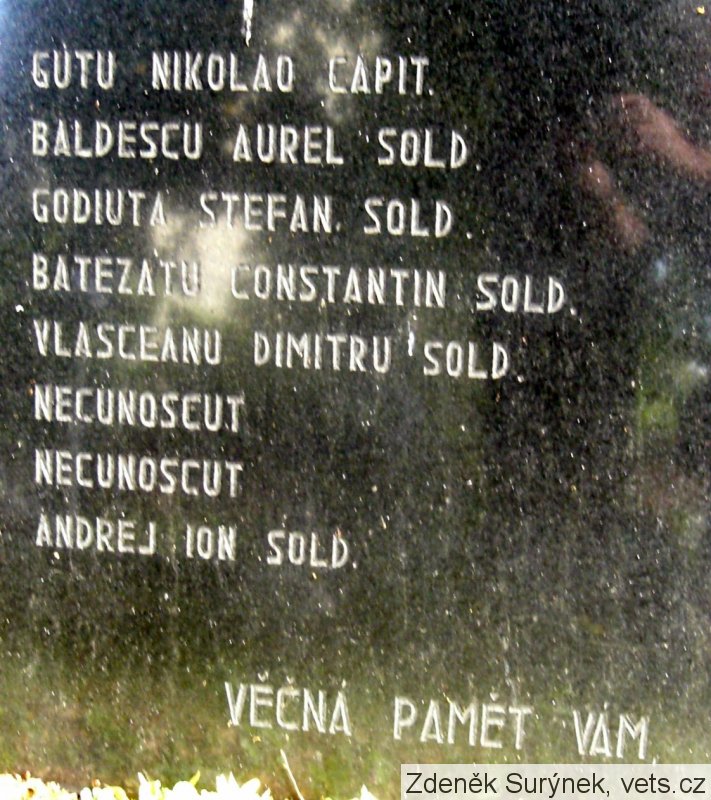 GUTU NIKOLAO CAPIT.
BALDESCU AUREL SOLD.
GODIUTA STEFAN. SOLD.
BATEZATU CONSTANTIN SOLD.
VLASCEANU DIMITRU SOLD.
NECUNOSCUT
NECUNOSCUT
ANDREJ ION SOLD.
VĚČNÁ PAMĚT VÁM
Zdeněk Surýnek, vets.cz